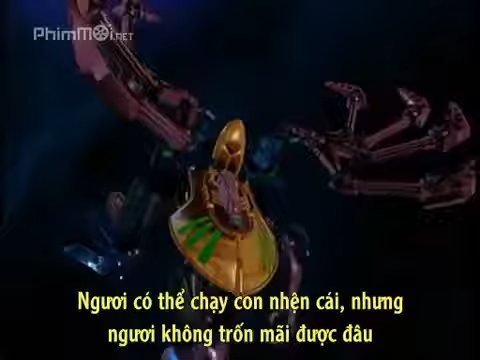 PhimMoi.NET
Ngươi có thể chạy con nhện cái, nhưng
ngươi không trốn mãi được đâu